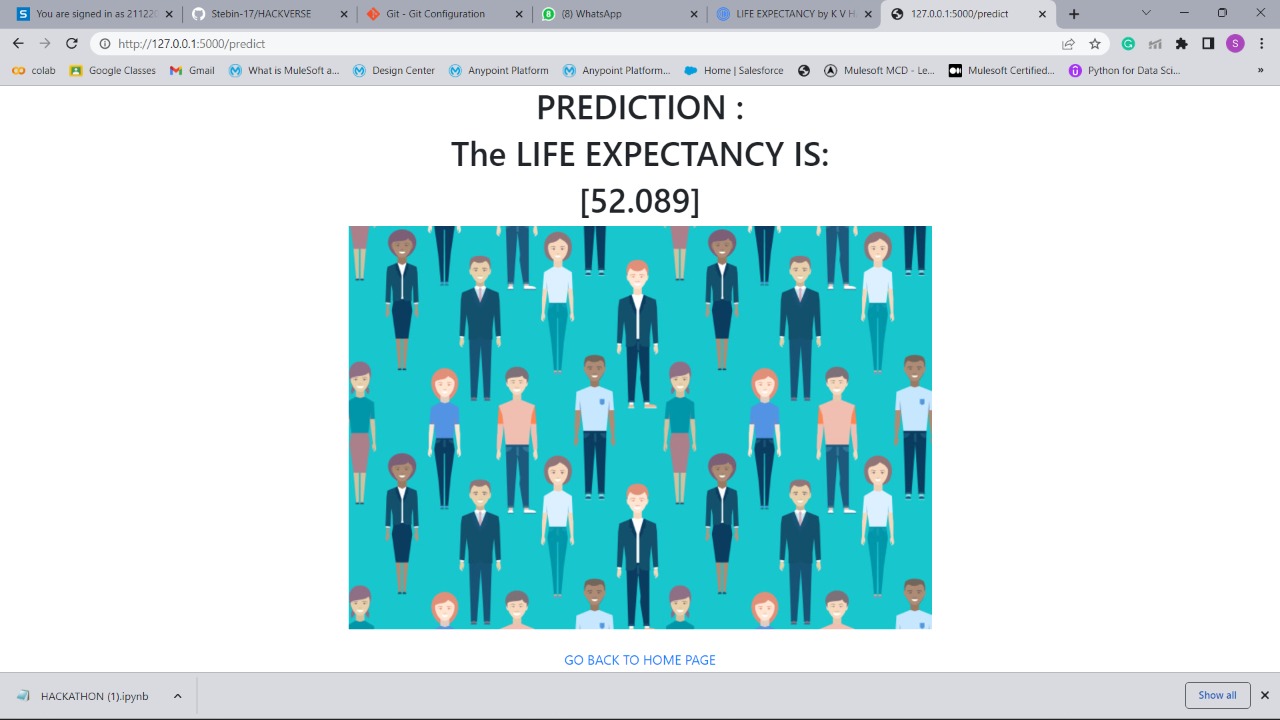 You are signed in as 21122
Stebin-17/HACKVERSE
Git - Git Configuration
(8) WhatsApp
LIFE EXPECTANCY by K V H
127.0.0.1:5000/predict
http://127.0.0.1:5000/predict
S
colab
Google Classes
Gmail
What is MuleSoft a...
Design Center
Anypoint Platform
Anypoint Platform...
Home | Salesforce
Mulesoft MCD - Le...
Mulesoft Certified...
Python for Data Sci...
»
PREDICTION :
The LIFE EXPECTANCY IS:
[52.089]
GO BACK TO HOME PAGE
HACKATHON (1).ipynb
Show all